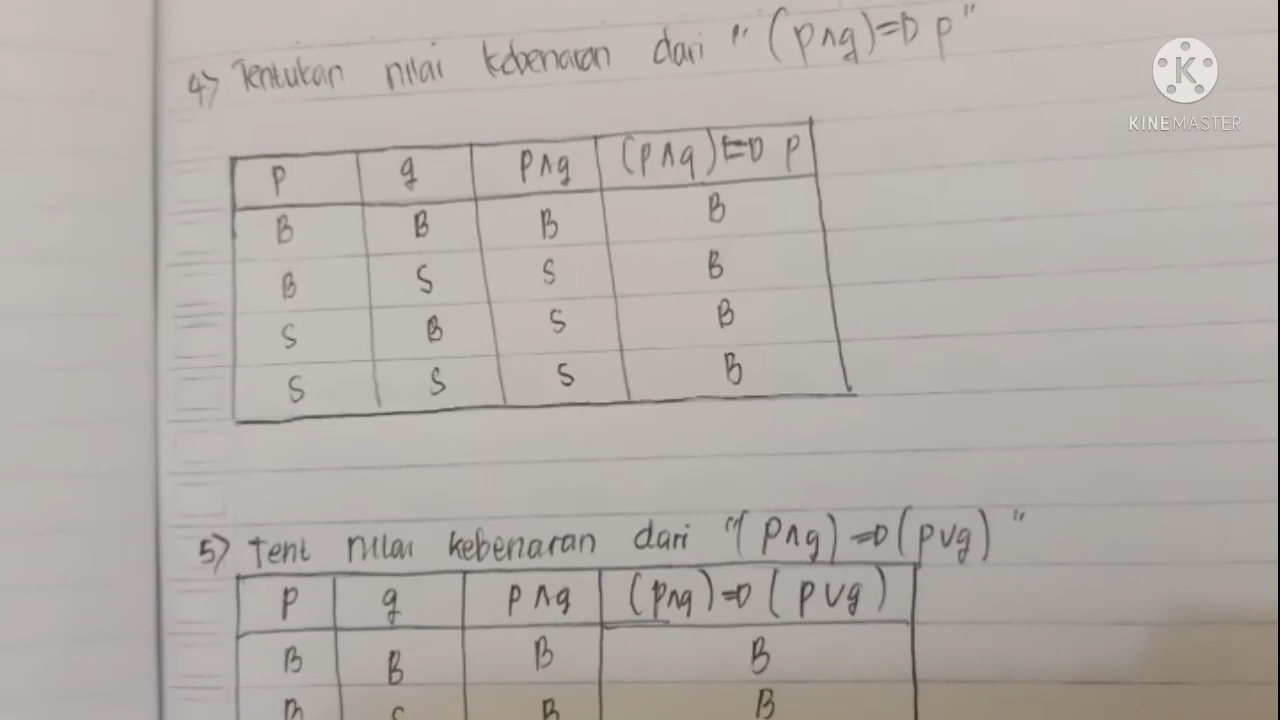 4) Tentukan nilai kebenaran dari " (p∧q) ⇒ p"
KINEMASTER
P q P∧q (P∧q) ⇒ P
B B B B
B S S B
S B S B
S S S B
5) Tent nilai kebenaran dari "(p∧q) ⇒ (p∨q) "
P q P∧q (p∧q) ⇒ (p∨q)
B B B B
B S B B